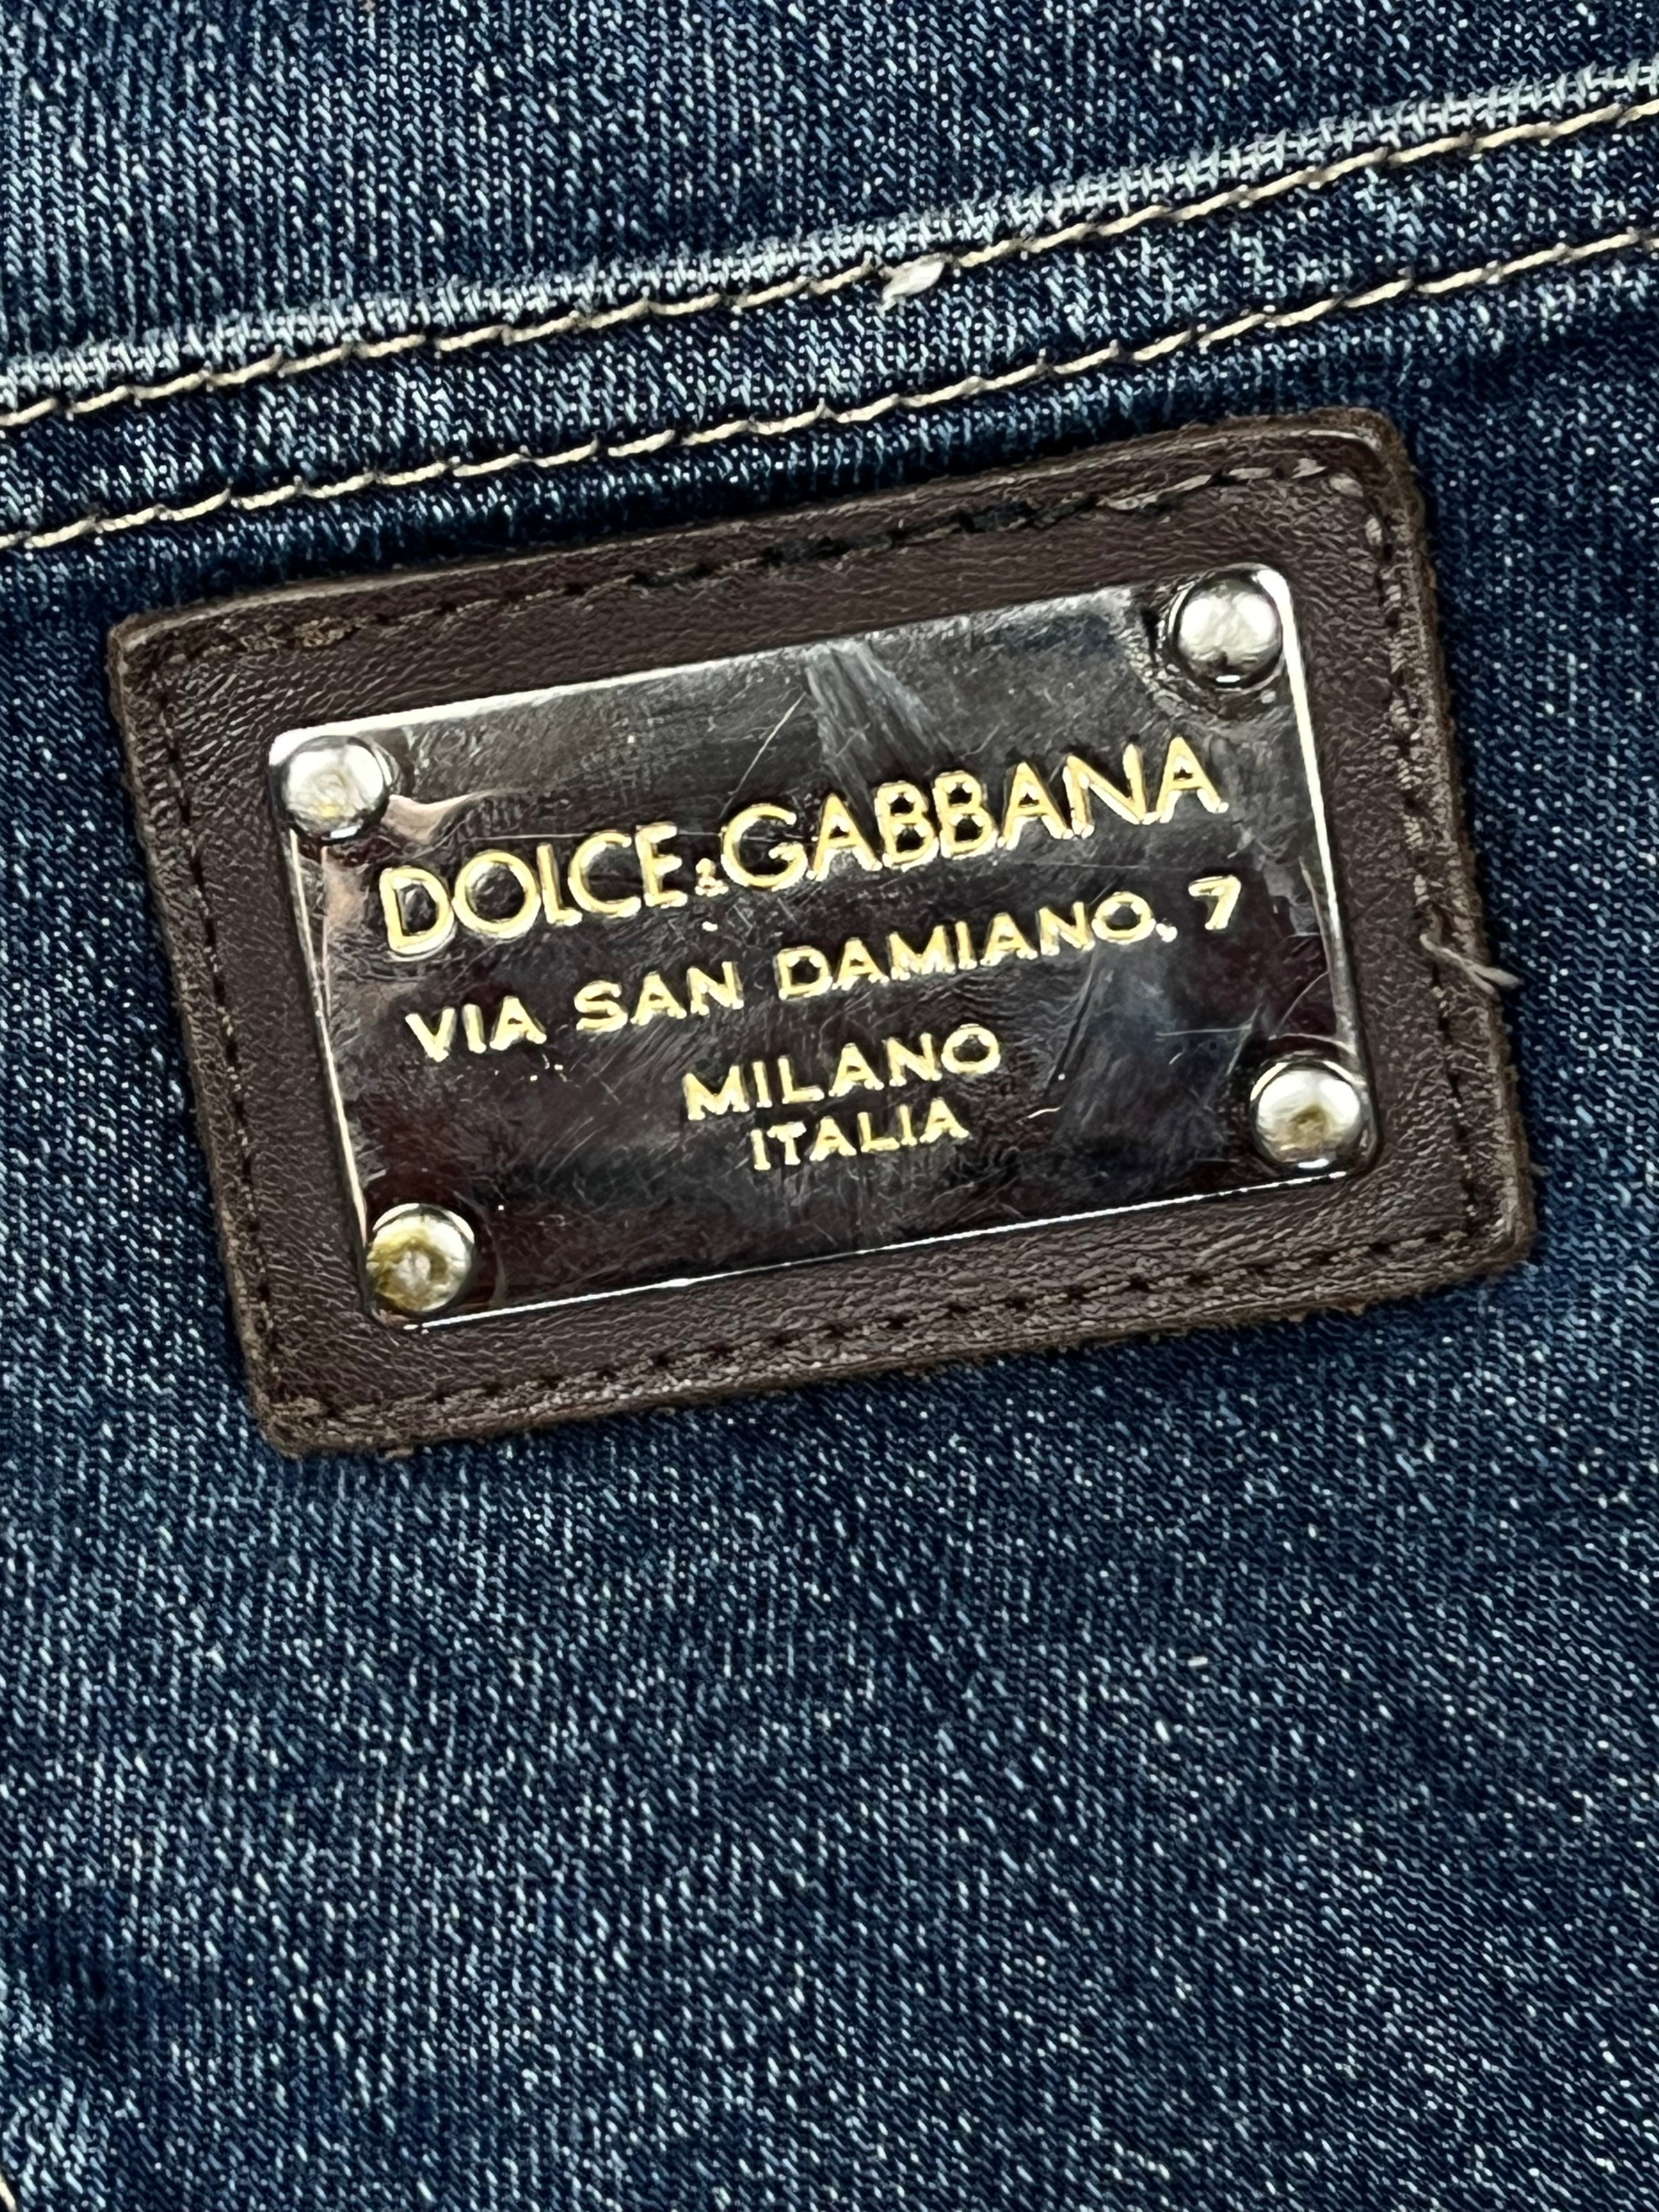 DOLCE&GABBANA
VIA SAN DAMIANO, 7
MILANO
ITALIA